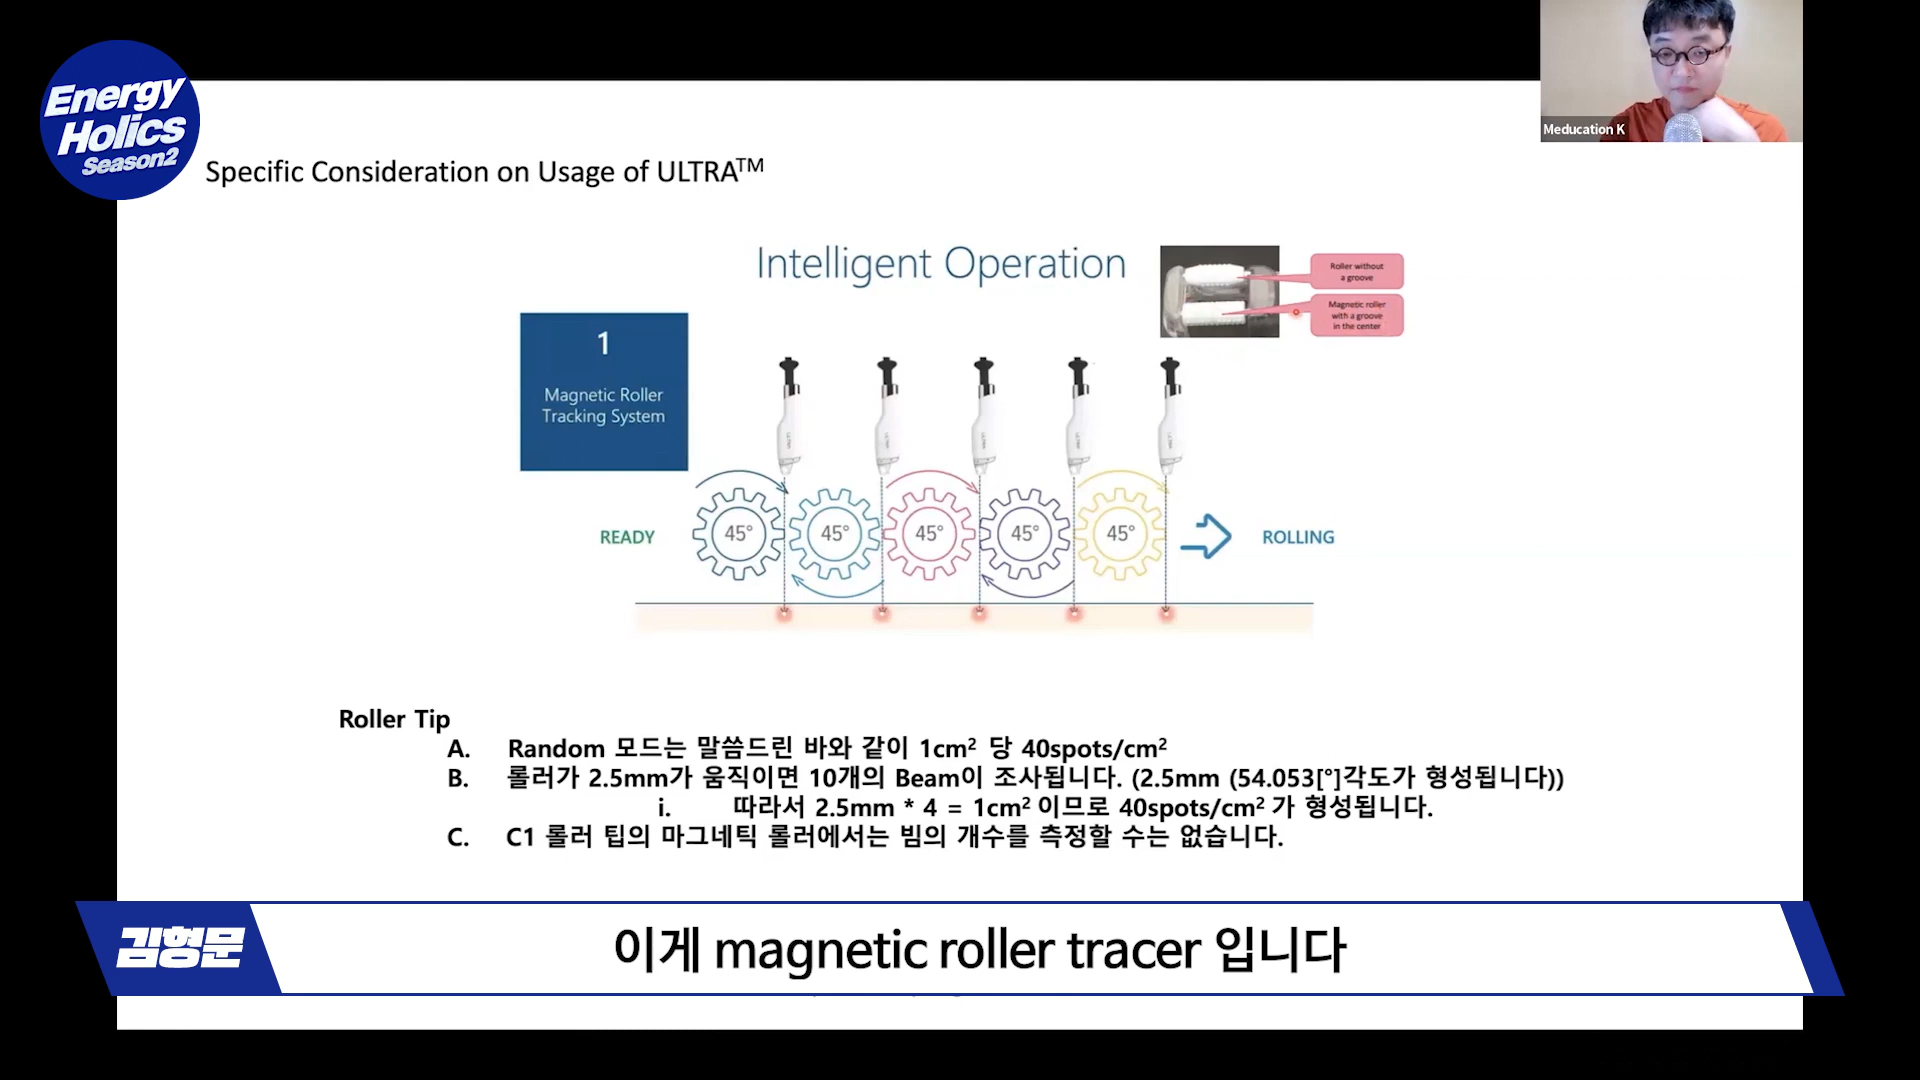 Energy
Holics
Season2
Meducation K
Specific Consideration on Usage of ULTRA™
Intelligent Operation
Roller without
a groove
Magnetic roller
with a groove
in the center
1
Magnetic Roller
Tracking System
READY
45°
45°
45°
45°
45°
ROLLING
Roller Tip
A. Random 모드는 말씀드린 바와 같이 1cm² 당 40spots/cm²
B. 롤러가 2.5mm가 움직이면 10개의 Beam이 조사됩니다. (2.5mm (54.053[°]각도가 형성됩니다))
i. 따라서 2.5mm * 4 = 1cm² 이므로 40spots/cm² 가 형성됩니다.
C. C1 롤러 팁의 마그네틱 롤러에서는 빔의 개수를 측정할 수는 없습니다.
김형문
이게 magnetic roller tracer 입니다